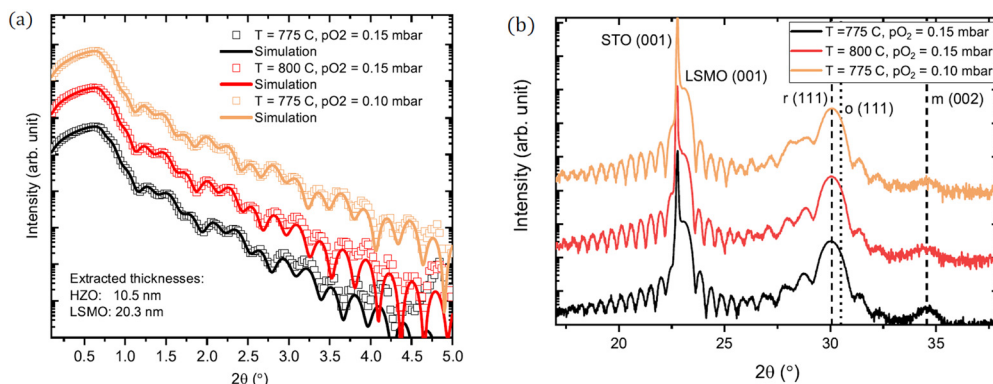 (a)
T = 775 C, pO2 = 0.15 mbar
Simulation
T = 800 C, pO2 = 0.15 mbar
Simulation
T = 775 C, pO2 = 0.10 mbar
Simulation
Intensity (arb. unit)
Extracted thicknesses:
HZO: 10.5 nm
LSMO: 20.3 nm
0.5 1.0 1.5 2.0 2.5 3.0 3.5 4.0 4.5 5.0
2θ (°)
(b)
T =775 C, pO₂ = 0.15 mbar
T = 800 C, pO₂ = 0.15 mbar
T = 775 C, pO₂ = 0.10 mbar
STO (001)
LSMO (001)
r (111)
o (111)
m (002)
Intensity (arb. unit)
20 25 30 35
2θ (°)